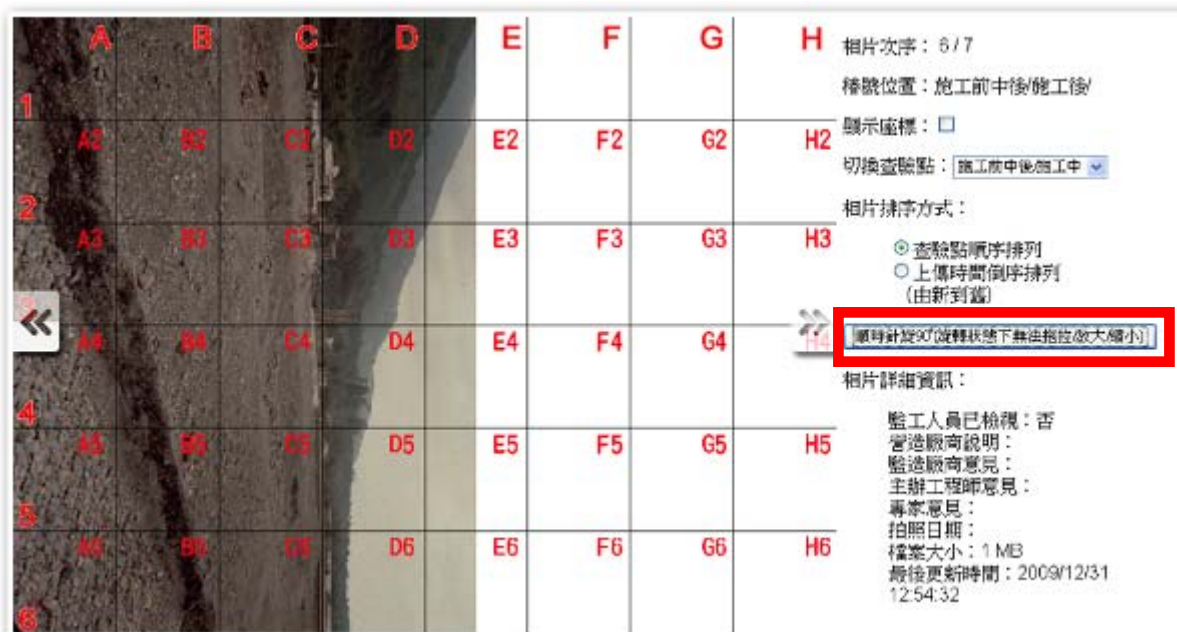 A B C D E F G H
1
A2 B2 C2 D2 E2 F2 G2 H2
2
A3 B3 C3 D3 E3 F3 G3 H3
3
A4 B4 C4 D4 E4 F4 G4 H4
4
A5 B5 C5 D5 E5 F5 G5 H5
5
A6 B6 C6 D6 E6 F6 G6 H6
6
相片次序：6/7
樁號位置：施工前中後/施工後/
顯示座標：
切換查驗點：施工前中後/施工中
相片排序方式：
查驗點順序排列
上傳時間倒序排列
(由新到舊)
順時針旋90°(旋轉狀態下無法拖拉/放大/縮小)
相片詳細資訊：
監工人員已檢視：否
營造廠商說明：
監造廠商意見：
主辦工程師意見：
專家意見：
拍照日期：
檔案大小：1 MB
最後更新時間：2009/12/31
12:54:32